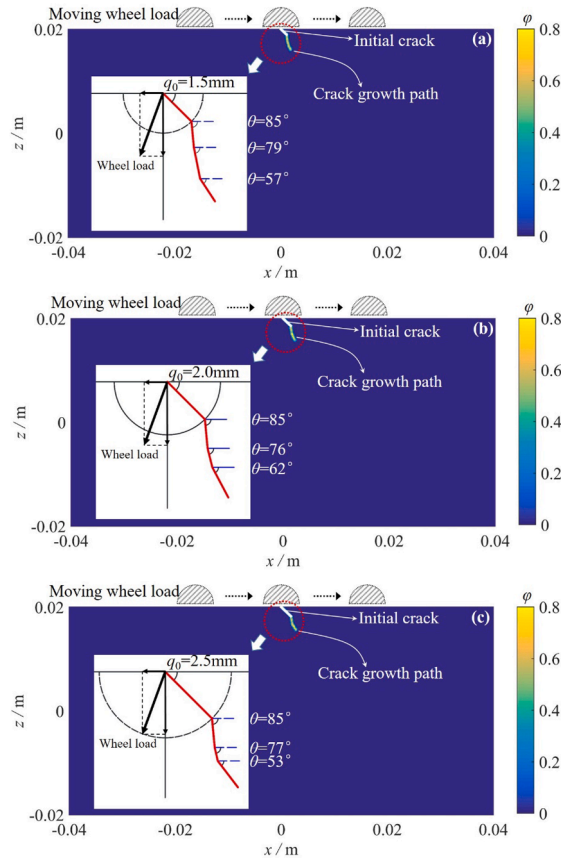 Moving wheel load
(a)
φ
0.02
Initial crack
0.8
Crack growth path
q₀=1.5mm
0.6
θ=85°
z / m
0
θ=79°
0.4
Wheel load
θ=57°
0.2
-0.02
0
-0.04
-0.02
0
0.02
0.04
x / m
Moving wheel load
(b)
φ
0.02
Initial crack
0.8
Crack growth path
q₀=2.0mm
0.6
z / m
0
θ=85°
0.4
Wheel load
θ=76°
θ=62°
0.2
-0.02
0
-0.04
-0.02
0
0.02
0.04
x / m
Moving wheel load
(c)
φ
0.02
Initial crack
0.8
Crack growth path
q₀=2.5mm
0.6
z / m
0
θ=85°
0.4
Wheel load
θ=77°
θ=53°
0.2
-0.02
0
-0.04
-0.02
0
0.02
0.04
x / m